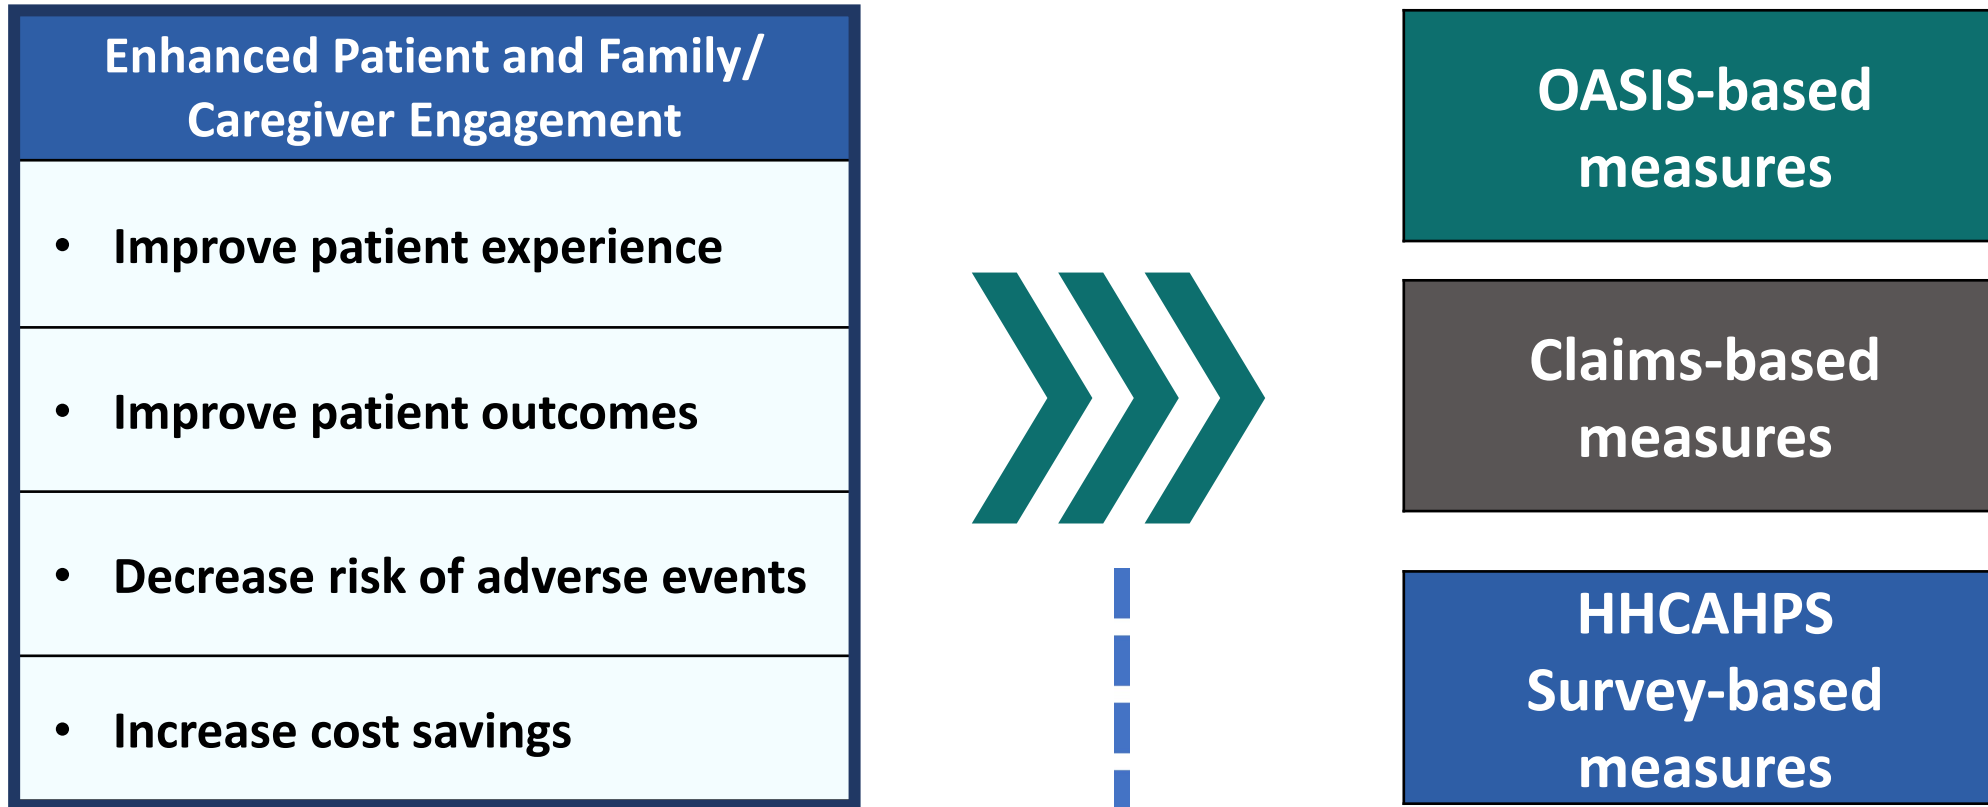 Enhanced Patient and Family/
Caregiver Engagement
• Improve patient experience
• Improve patient outcomes
• Decrease risk of adverse events
• Increase cost savings
OASIS-based
measures
Claims-based
measures
HHCAHPS
Survey-based
measures